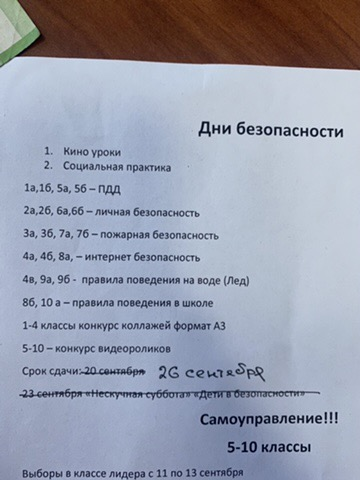 Дни безопасности
1. Кино уроки
2. Социальная практика
1а,1б, 5а, 5б – ПДД
2а,2б, 6а,6б – личная безопасность
3а, 3б, 7а, 7б – пожарная безопасность
4а, 4б, 8а, – интернет безопасность
4в, 9а, 9б - правила поведения на воде (Лед)
8б, 10 а – правила поведения в школе
1-4 классы конкурс коллажей формат А3
5-10 – конкурс видеороликов
Срок сдачи: 20 сентября 26 сентября
23 сентября «Нескучная суббота» «Дети в безопасности»
Самоуправление!!!
5-10 классы
Выборы в классе лидера с 11 по 13 сентября